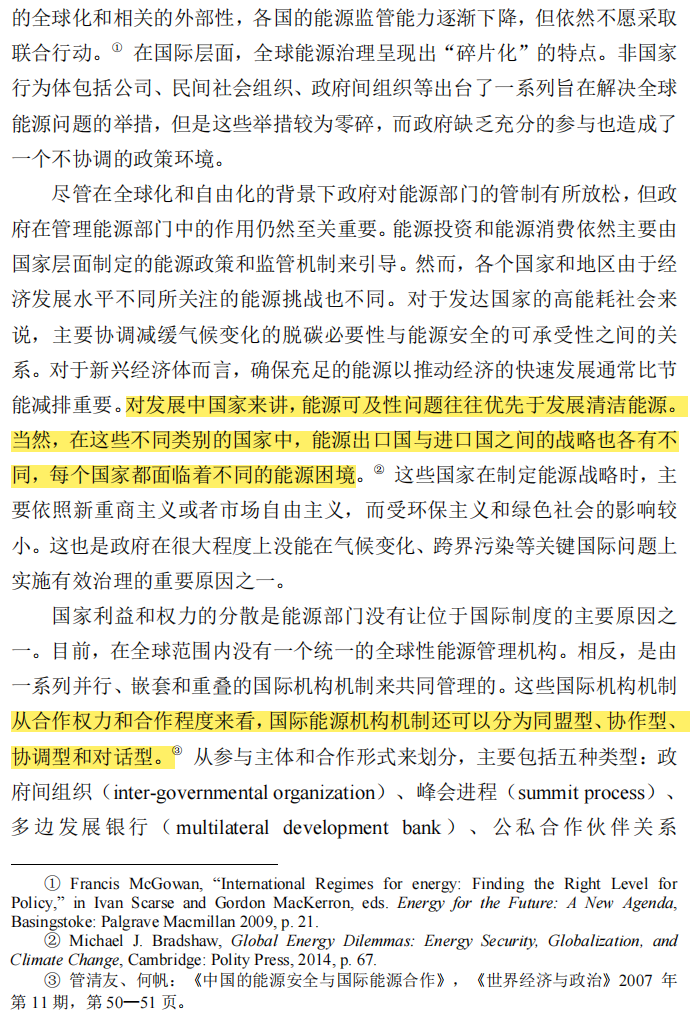 的全球化和相关的外部性，各国的能源监管能力逐渐下降，但依然不愿采取
联合行动。① 在国际层面，全球能源治理呈现出“碎片化”的特点。非国家
行为体包括公司、民间社会组织、政府间组织等出台了一系列旨在解决全球
能源问题的举措，但是这些举措较为零碎，而政府缺乏充分的参与也造成了
一个不协调的政策环境。
尽管在全球化和自由化的背景下政府对能源部门的管制有所放松，但政
府在管理能源部门中的作用仍然至关重要。能源投资和能源消费依然主要由
国家层面制定的能源政策和监管机制来引导。然而，各个国家和地区由于经
济发展水平不同所关注的能源挑战也不同。对于发达国家的高能耗社会来
说，主要协调减缓气候变化的脱碳必要性与能源安全的可承受性之间的关
系。对于新兴经济体而言，确保充足的能源以推动经济的快速发展通常比节
能减排重要。对发展中国家来讲，能源可及性问题往往优先于发展清洁能源。
当然，在这些不同类别的国家中，能源出口国与进口国之间的战略也各有不
同，每个国家都面临着不同的能源困境。② 这些国家在制定能源战略时，主
要依照新重商主义或者市场自由主义，而受环保主义和绿色社会的影响较
小。这也是政府在很大程度上没能在气候变化、跨界污染等关键国际问题上
实施有效治理的重要原因之一。
国家利益和权力的分散是能源部门没有让位于国际制度的主要原因之
一。目前，在全球范围内没有一个统一的全球性能源管理机构。相反，是由
一系列并行、嵌套和重叠的国际机构机制来共同管理的。这些国际机构机制
从合作权力和合作程度来看，国际能源机构机制还可以分为同盟型、协作型、
协调型和对话型。③ 从参与主体和合作形式来划分，主要包括五种类型：政
府间组织（inter-governmental organization）、峰会进程（summit process）、
多边发展银行（multilateral development bank）、公私合作伙伴关系
① Francis McGowan, “International Regimes for energy: Finding the Right Level for
Policy,” in Ivan Scarse and Gordon MacKerron, eds. Energy for the Future: A New Agenda,
Basingstoke: Palgrave Macmillan 2009, p. 21.
② Michael J. Bradshaw, Global Energy Dilemmas: Energy Security, Globalization, and
Climate Change, Cambridge: Polity Press, 2014, p. 67.
③ 管清友、何帆：《中国的能源安全与国际能源合作》，《世界经济与政治》2007 年
第 11 期，第 50—51 页。